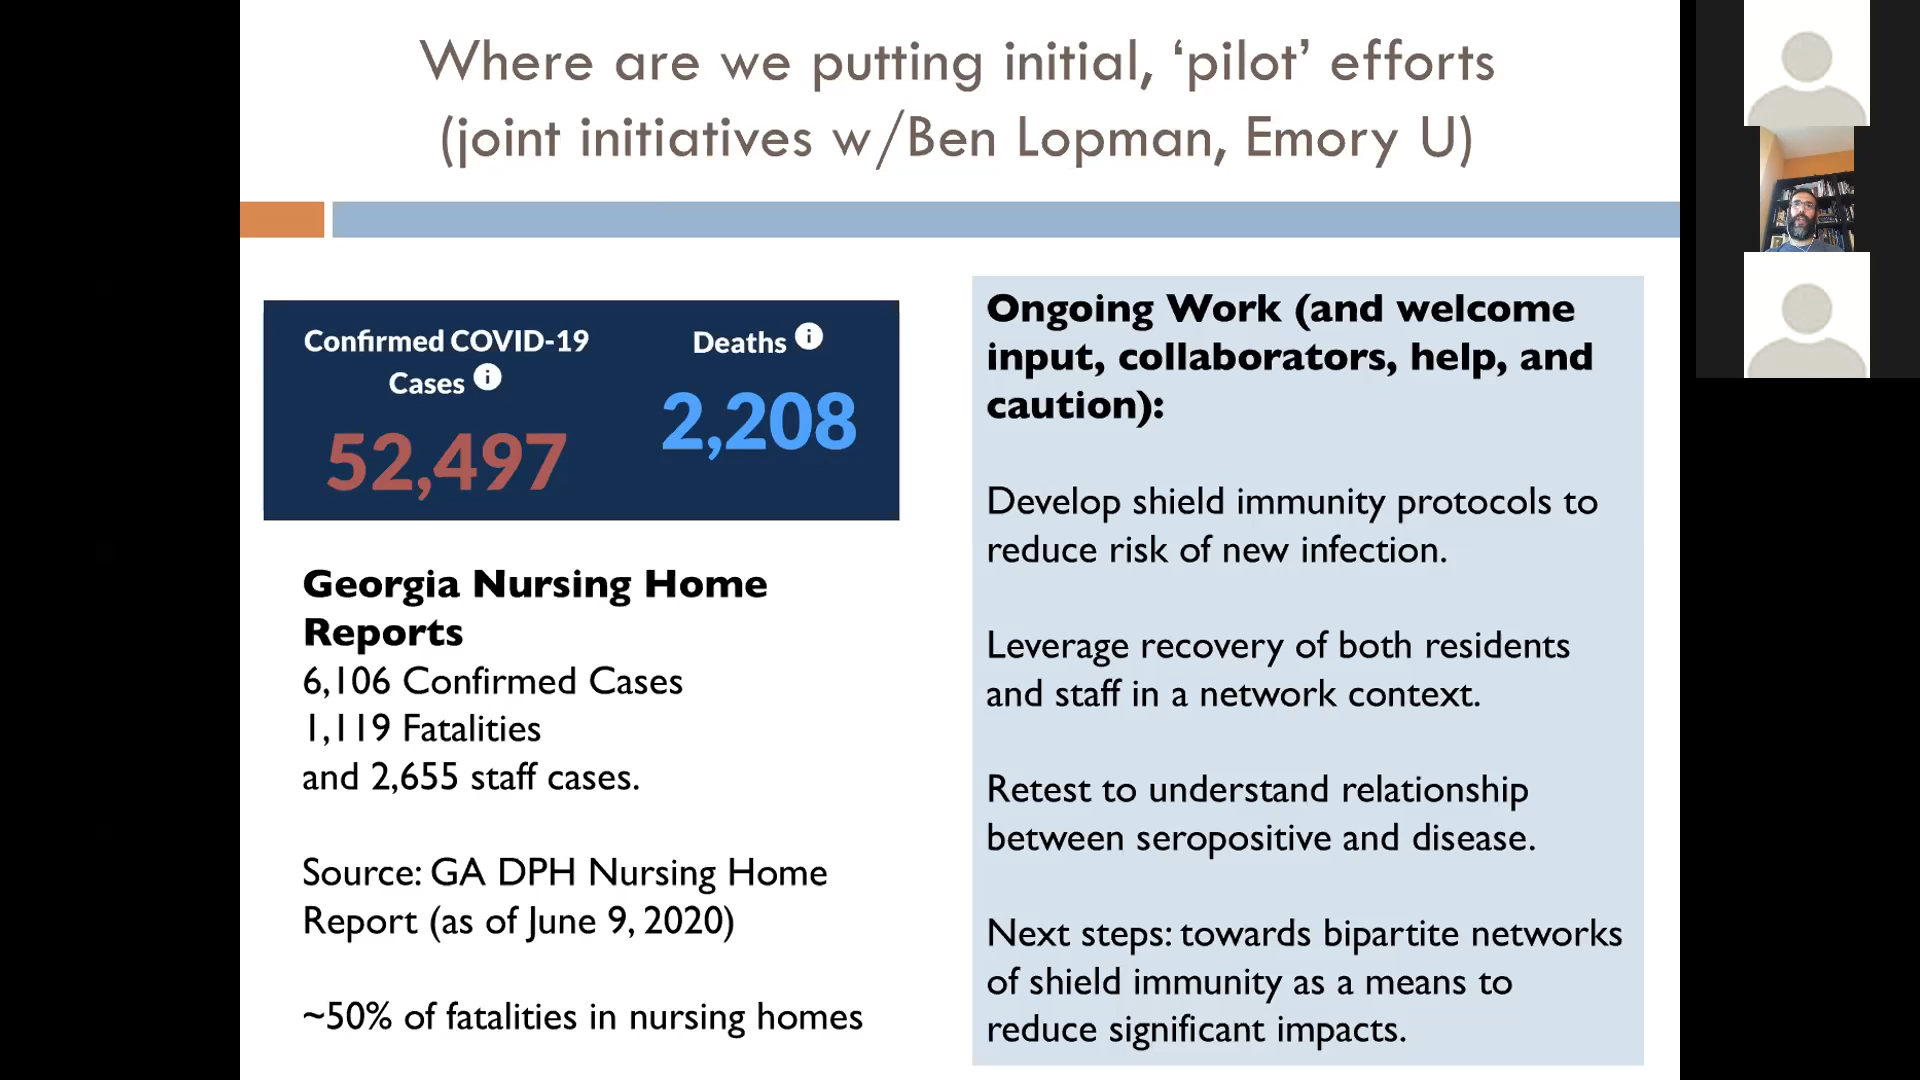 Where are we putting initial, ‘pilot’ efforts
(joint initiatives w/Ben Lopman, Emory U)
Confirmed COVID-19
Cases
52,497
Deaths
2,208
Georgia Nursing Home
Reports
6,106 Confirmed Cases
1,119 Fatalities
and 2,655 staff cases.
Source: GA DPH Nursing Home
Report (as of June 9, 2020)
~50% of fatalities in nursing homes
Ongoing Work (and welcome
input, collaborators, help, and
caution):
Develop shield immunity protocols to
reduce risk of new infection.
Leverage recovery of both residents
and staff in a network context.
Retest to understand relationship
between seropositive and disease.
Next steps: towards bipartite networks
of shield immunity as a means to
reduce significant impacts.